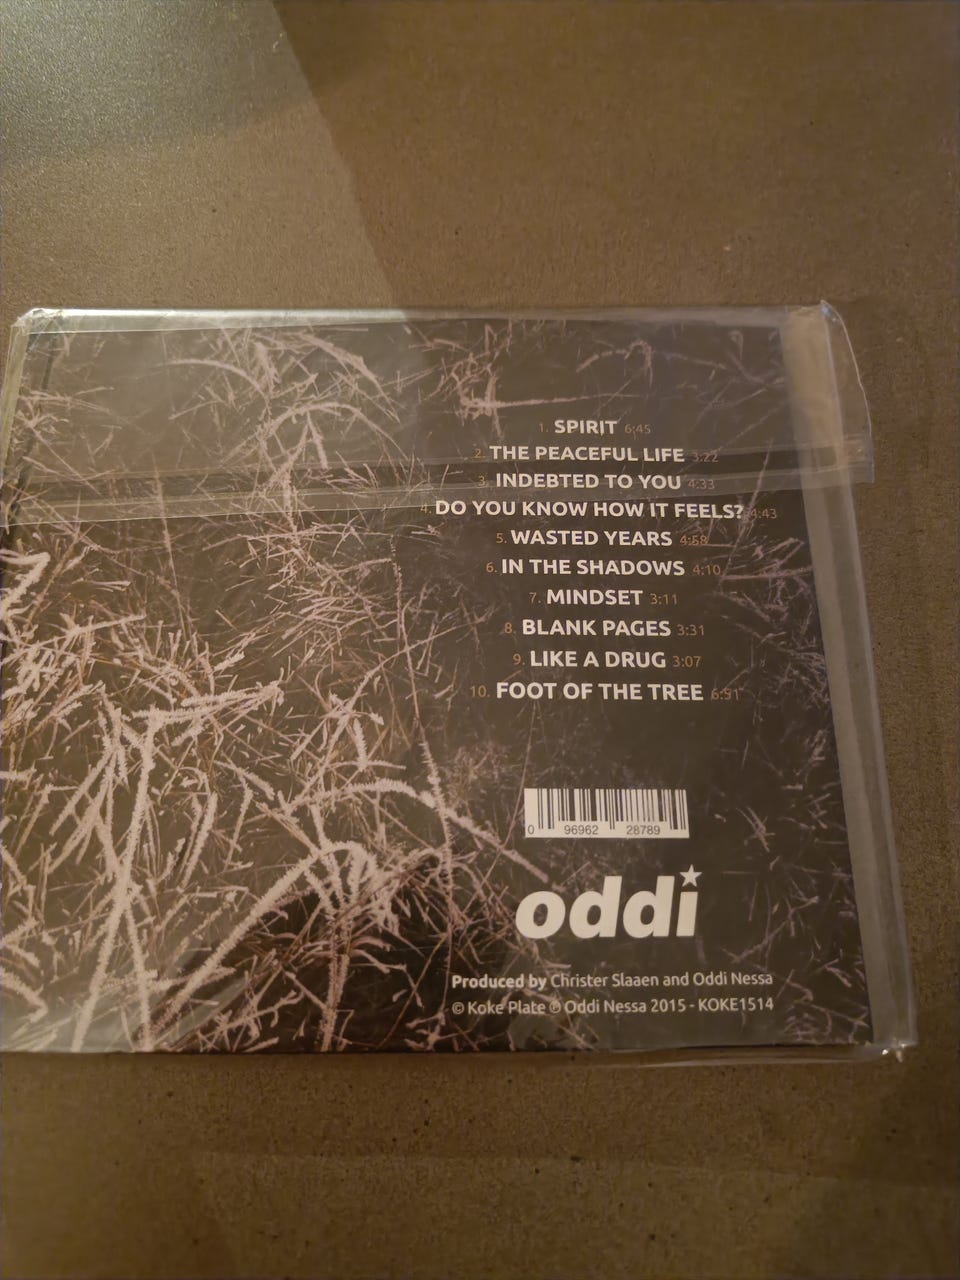 1. SPIRIT 6:45
2. THE PEACEFUL LIFE 3:22
3. INDEBTED TO YOU 4:33
4. DO YOU KNOW HOW IT FEELS? 4:43
5. WASTED YEARS 4:58
6. IN THE SHADOWS 4:10
7. MINDSET 3:11
8. BLANK PAGES 3:31
9. LIKE A DRUG 3:07
10. FOOT OF THE TREE 6:51
0 96962 28789
oddi
Produced by Christer Slaaen and Oddi Nessa
© Koke Plate ℗ Oddi Nessa 2015 - KOKE1514